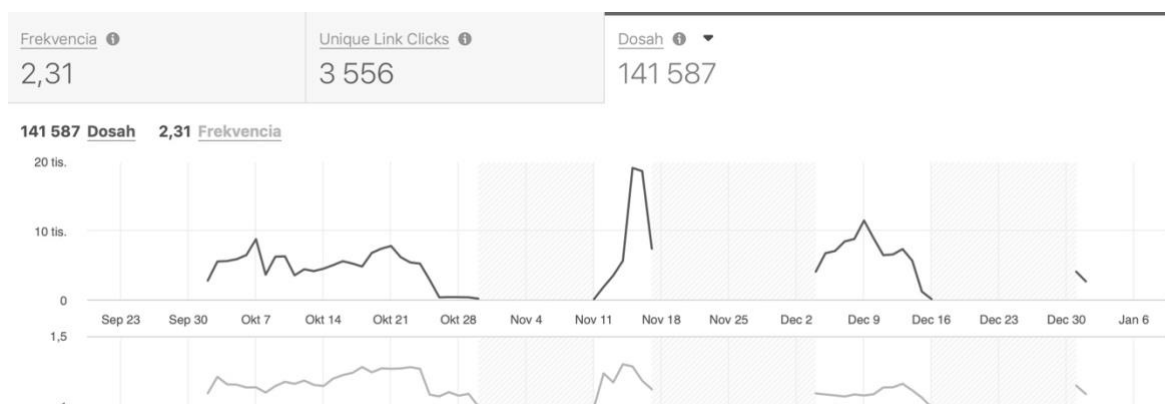 Frekvencia Unique Link Clicks Dosah
2,31 3 556 141 587
141 587 Dosah 2,31 Frekvencia
20 tis.
10 tis.
0
Sep 23 Sep 30 Okt 7 Okt 14 Okt 21 Okt 28 Nov 4 Nov 11 Nov 18 Nov 25 Dec 2 Dec 9 Dec 16 Dec 23 Dec 30 Jan 6
1,5